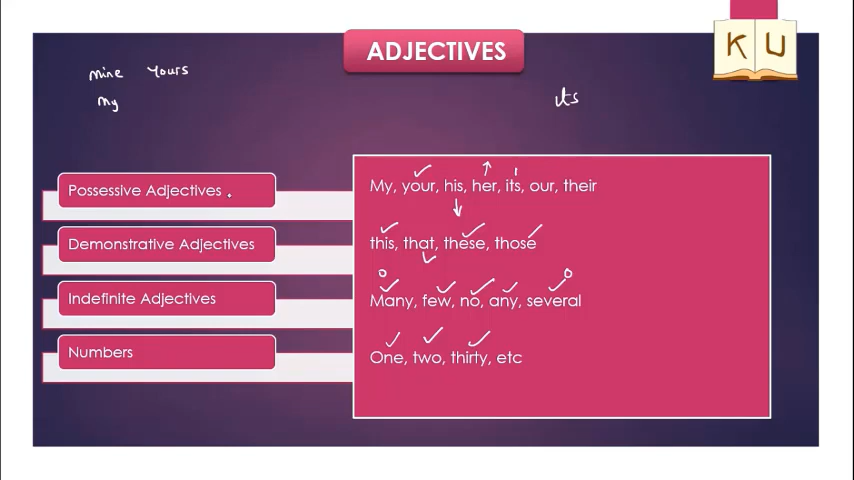 ADJECTIVES
K U
mine yours
my
its
Possessive Adjectives
My, your, his, her, its, our, their
Demonstrative Adjectives
this, that, these, those
Indefinite Adjectives
Many, few, no, any, several
Numbers
One, two, thirty, etc